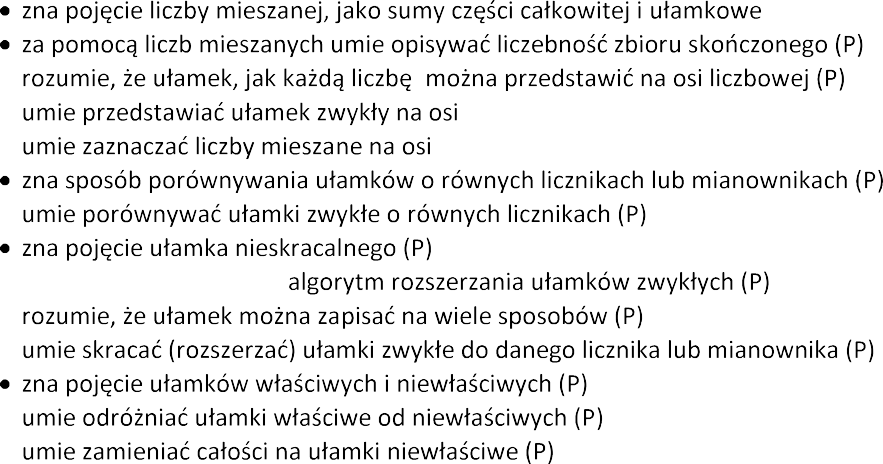 • zna pojęcie liczby mieszanej, jako sumy części całkowitej i ułamkowe
• za pomocą liczb mieszanych umie opisywać liczebność zbioru skończonego (P)
rozumie, że ułamek, jak każdą liczbę  można przedstawić na osi liczbowej (P)
umie przedstawiać ułamek zwykły na osi
umie zaznaczać liczby mieszane na osi
• zna sposób porównywania ułamków o równych licznikach lub mianownikach (P)
umie porównywać ułamki zwykłe o równych licznikach (P)
• zna pojęcie ułamka nieskracalnego (P)
algorytm rozszerzania ułamków zwykłych (P)
rozumie, że ułamek można zapisać na wiele sposobów (P)
umie skracać (rozszerzać) ułamki zwykłe do danego licznika lub mianownika (P)
• zna pojęcie ułamków właściwych i niewłaściwych (P)
umie odróżniać ułamki właściwe od niewłaściwych (P)
umie zamieniać całości na ułamki niewłaściwe (P)